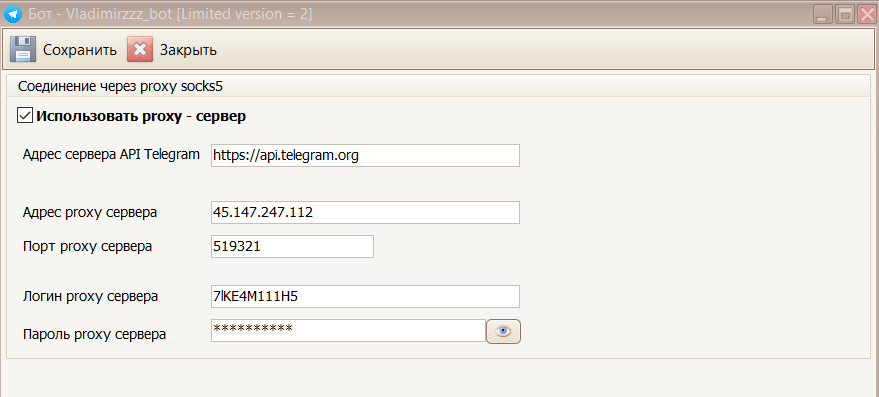 Бот - Vladimirzzz_bot [Limited version = 2]
Сохранить Закрыть
Соединение через proxy socks5
Использовать proxy - сервер
Адрес сервера API Telegram https://api.telegram.org
Адрес proxy сервера 45.147.247.112
Порт proxy сервера 519321
Логин proxy сервера 7lKE4M111H5
Пароль proxy сервера **********